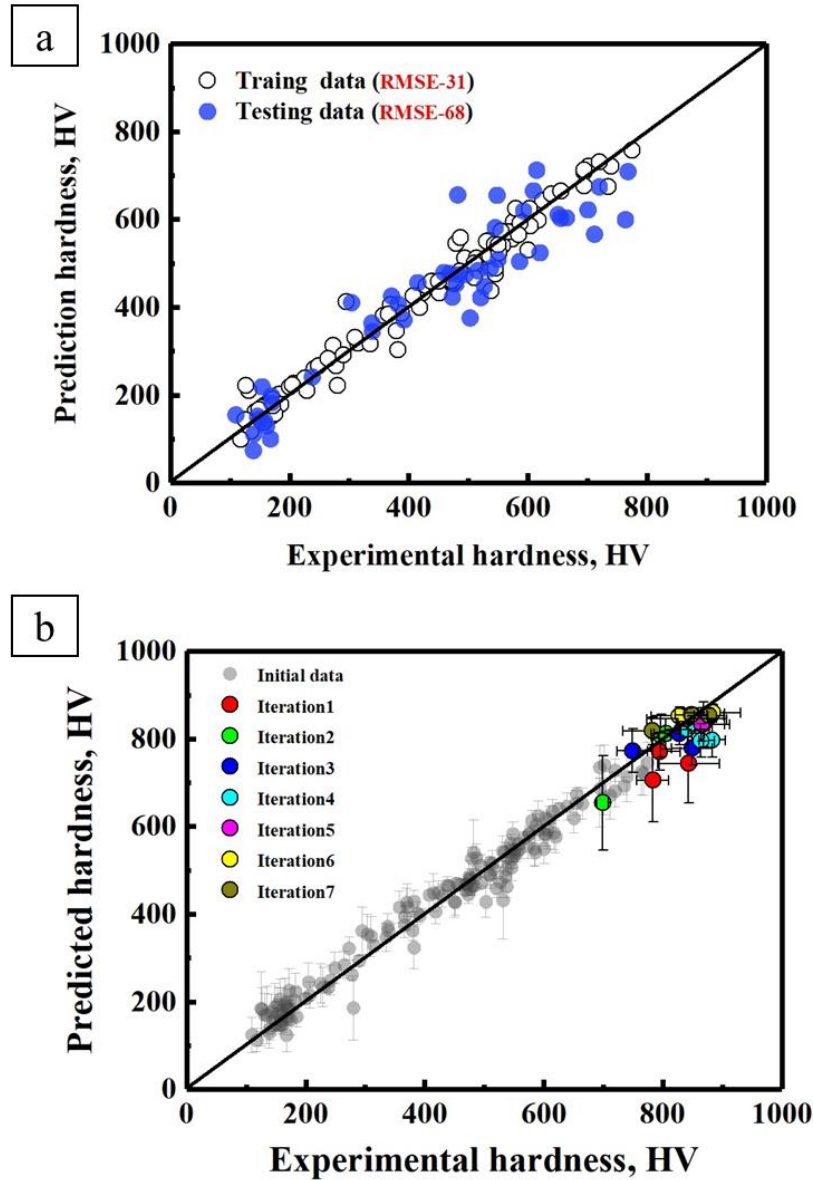 a
1000
800
600
400
200
0
Prediction hardness, HV
Traing data (RMSE-31)
Testing data (RMSE-68)
0 200 400 600 800 1000
Experimental hardness, HV
b
1000
800
600
400
200
0
Predicted hardness, HV
Initial data
Iteration1
Iteration2
Iteration3
Iteration4
Iteration5
Iteration6
Iteration7
0 200 400 600 800 1000
Experimental hardness, HV